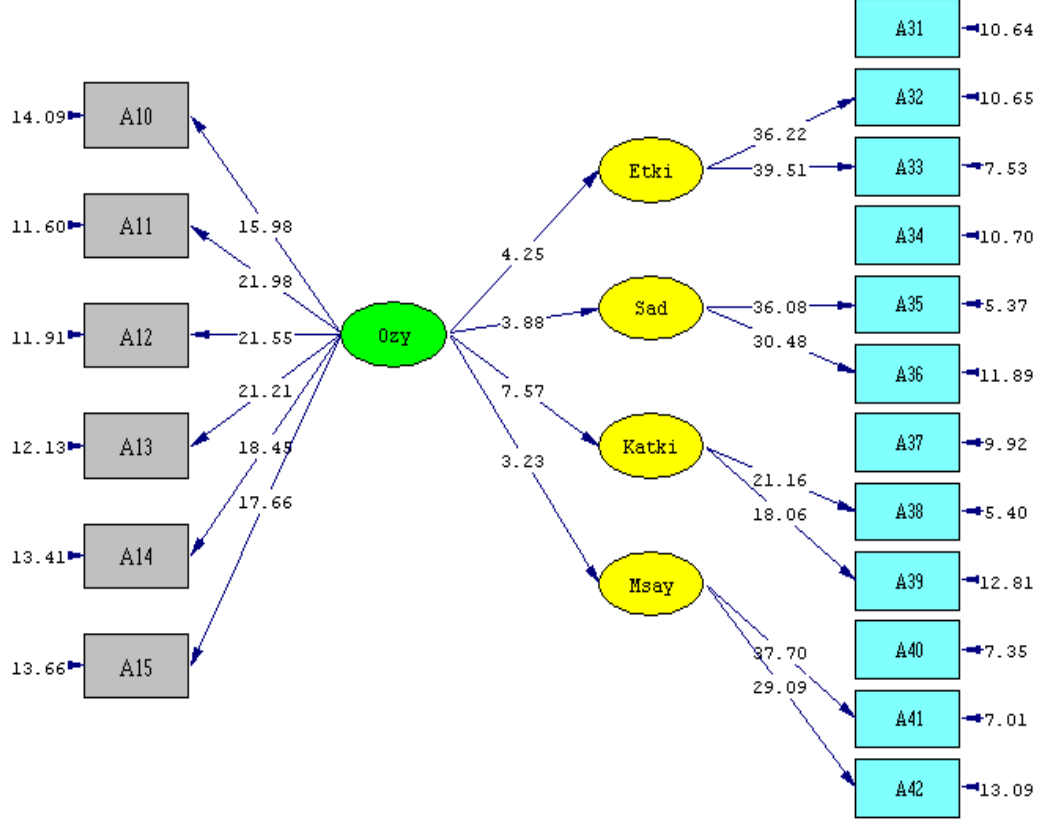 14.09 A10
11.60 A11
11.91 A12
12.13 A13
13.41 A14
13.66 A15
15.98
21.98
21.55
21.21
18.45
17.66
Ozy
4.25
3.88
7.57
3.23
Etki
Sad
Katki
Msay
36.22
39.51
36.08
30.48
21.16
18.06
37.70
29.09
A31 10.64
A32 10.65
A33 7.53
A34 10.70
A35 5.37
A36 11.89
A37 9.92
A38 5.40
A39 12.81
A40 7.35
A41 7.01
A42 13.09